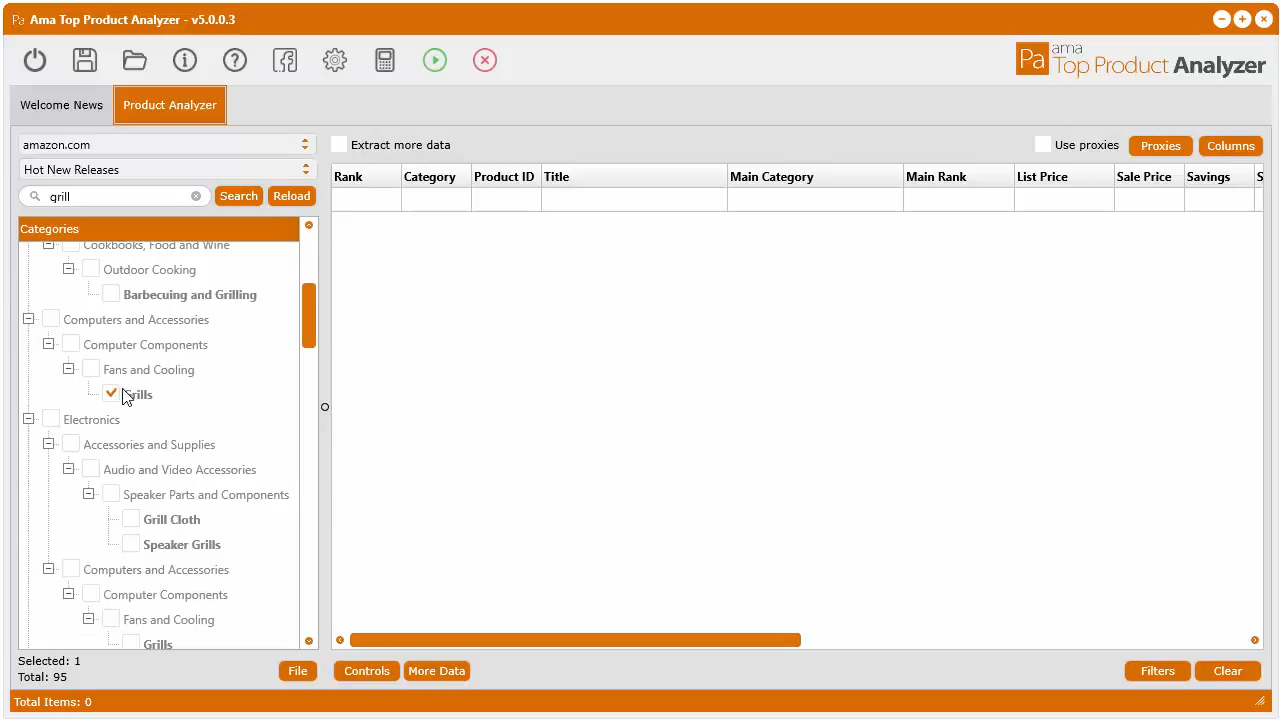 Pa Ama Top Product Analyzer - v5.0.0.3
Pa ama Top Product Analyzer
Welcome News Product Analyzer
amazon.com
Extract more data
Use proxies Proxies Columns
Hot New Releases
grill Search Reload
Rank Category Product ID Title Main Category Main Rank List Price Sale Price Savings S
Categories
Cookbooks, Food and Wine
Outdoor Cooking
Barbecuing and Grilling
Computers and Accessories
Computer Components
Fans and Cooling
Grills
Electronics
Accessories and Supplies
Audio and Video Accessories
Speaker Parts and Components
Grill Cloth
Speaker Grills
Computers and Accessories
Computer Components
Fans and Cooling
Grills
Selected: 1
Total: 95
File Controls More Data Filters Clear
Total Items: 0